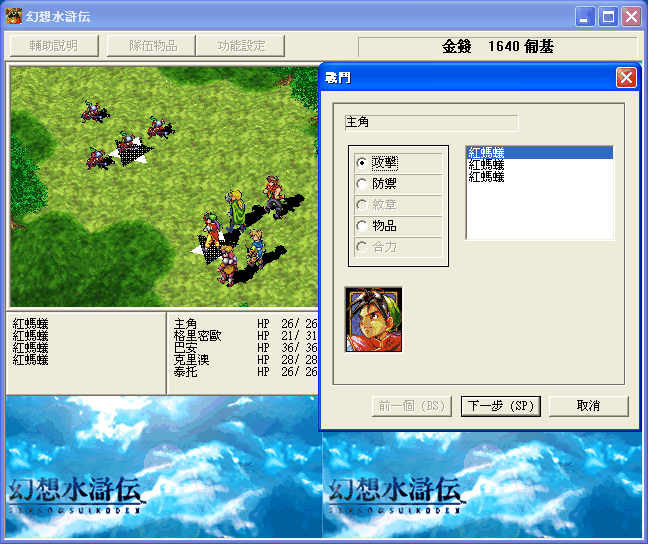 幻想水滸伝
輔助說明
隊伍物品
功能設定
金錢 1640 佣基
戰鬥
主角
攻擊
防禦
紋章
物品
合力
紅螞蟻
紅螞蟻
紅螞蟻
紅螞蟻
紅螞蟻
紅螞蟻
紅螞蟻
主角 HP 26/ 26
格里密歐 HP 21/ 31
巴安 HP 36/ 36
克里澳 HP 28/ 28
泰托 HP 26/ 26
前一個 (BS)
下一步 (SP)
取消
幻想水滸伝
GENSO SUIKODEN
幻想水滸伝
GENSO SUIKODEN